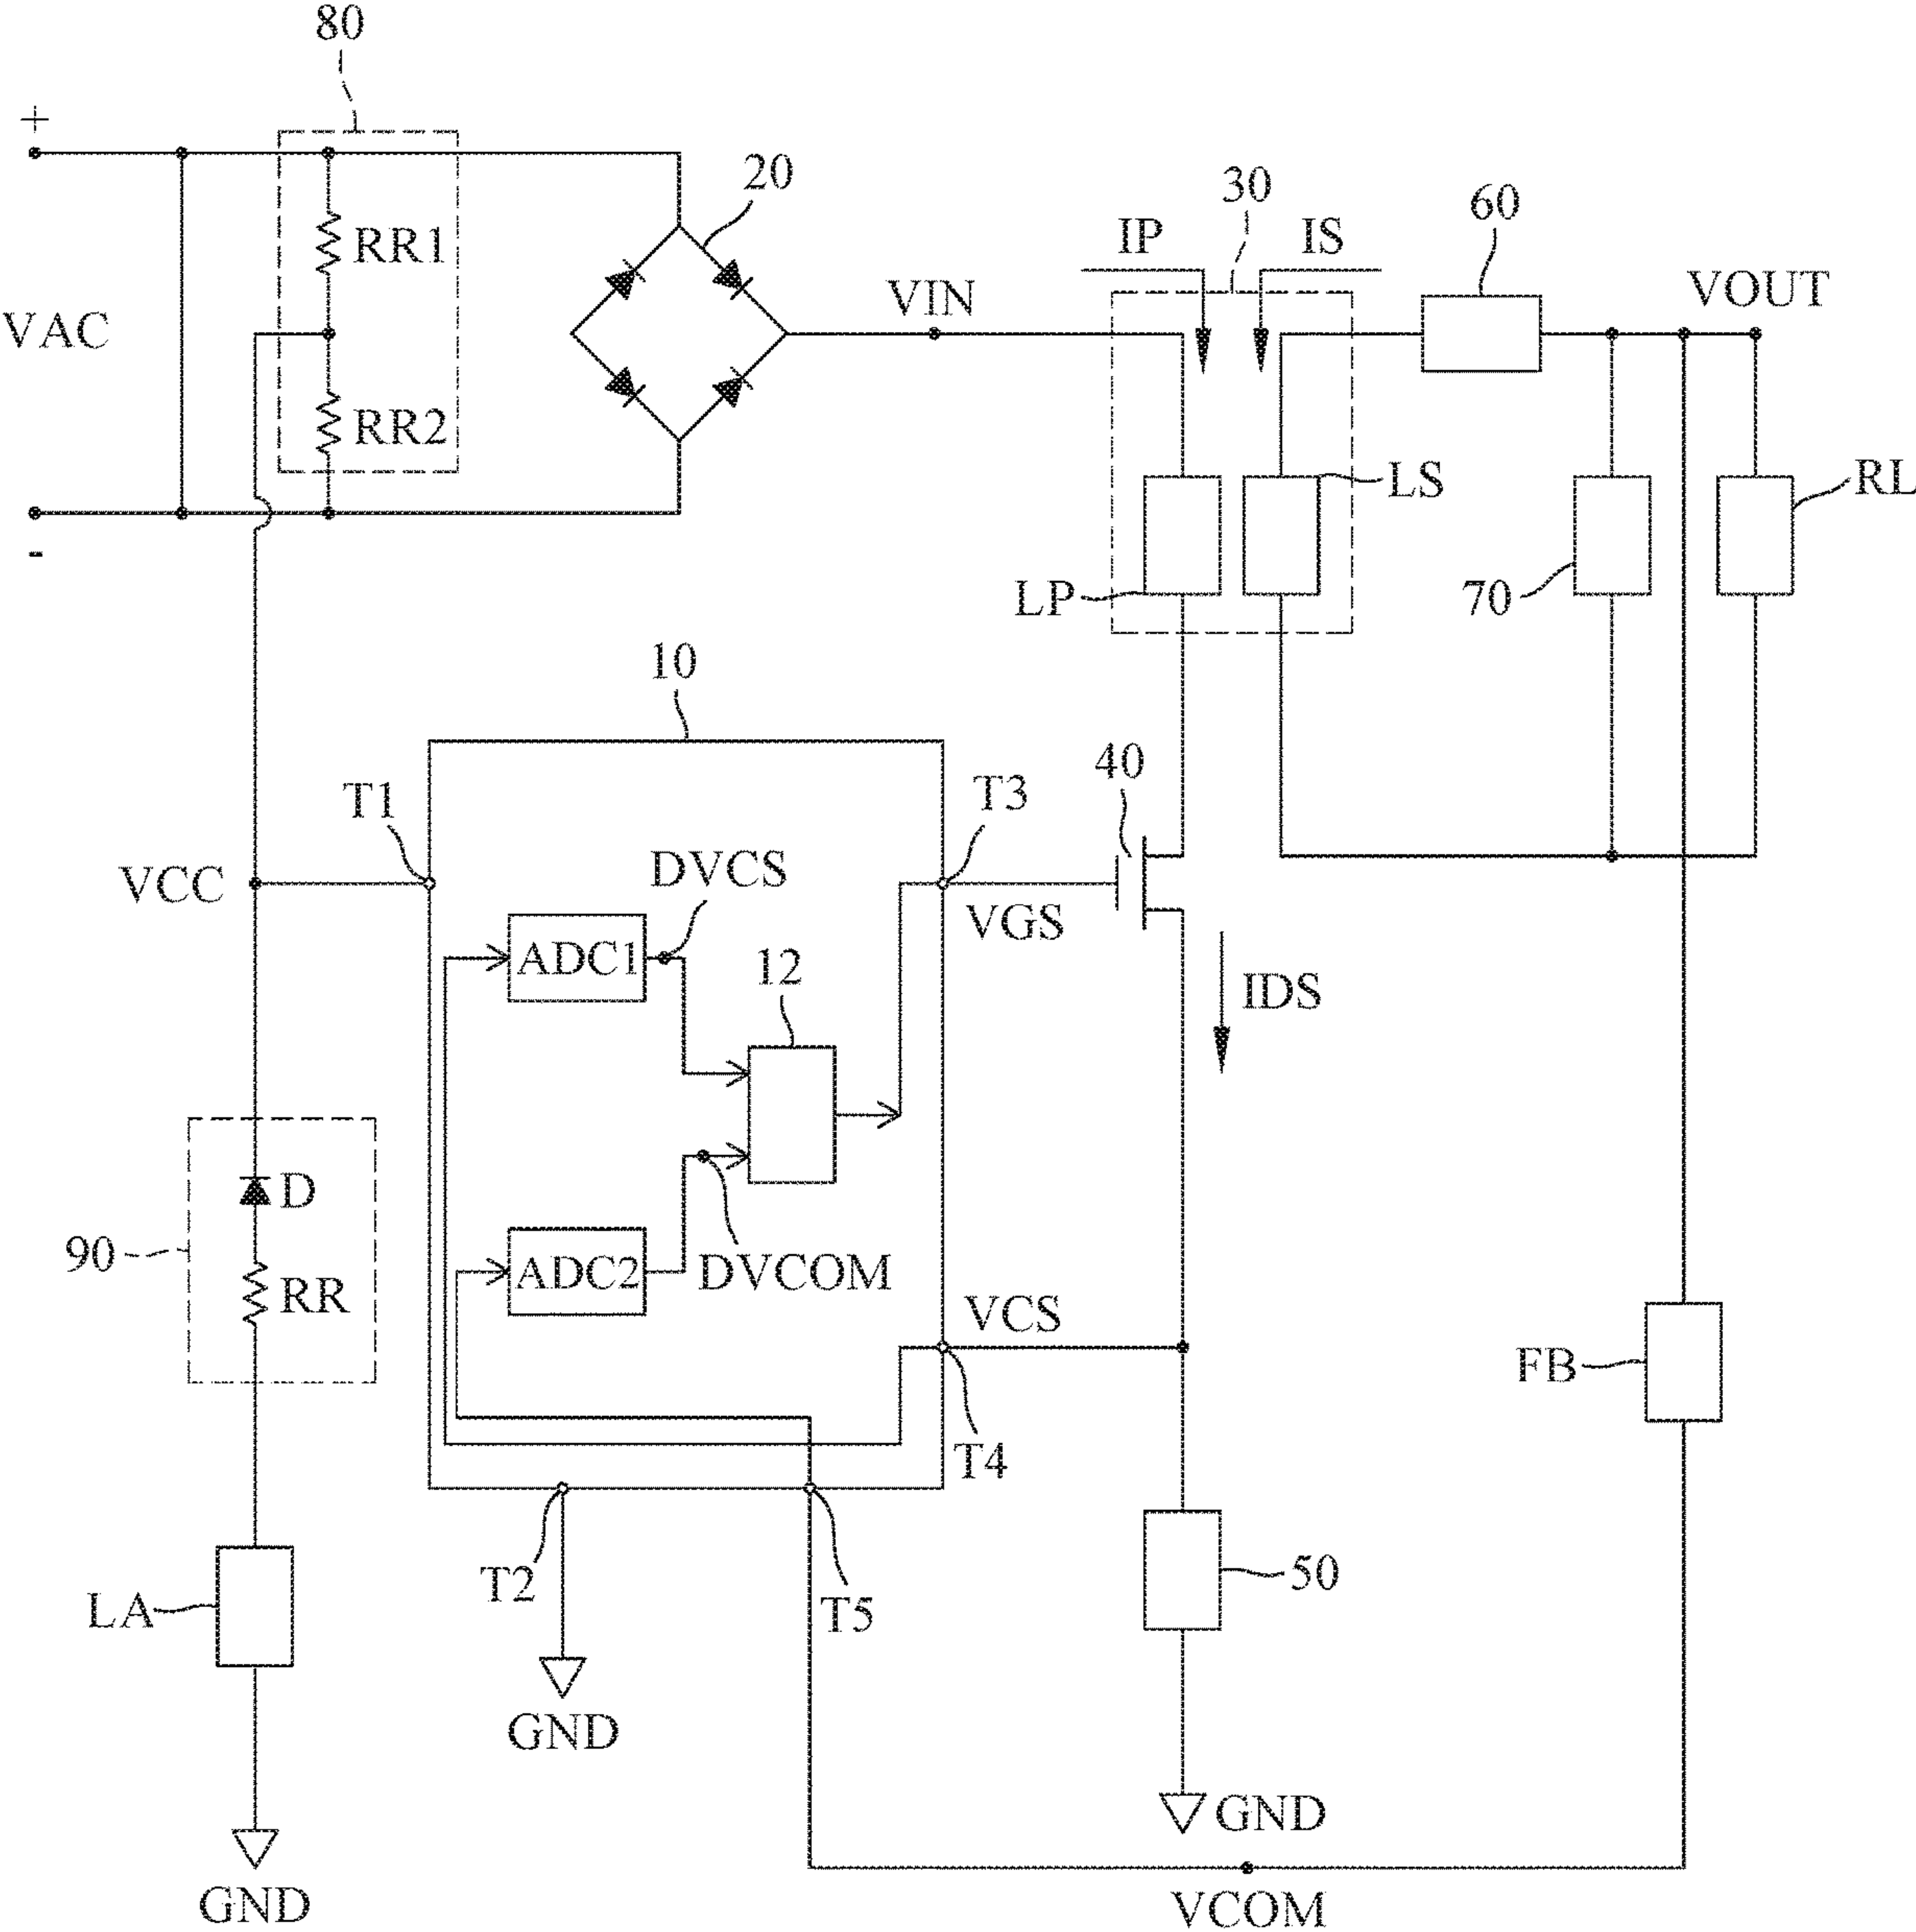 80
+
20
30
60
IP
IS
RR1
VIN
VOUT
VAC
RR2
LS
RL
-
LP
70
10
40
T1
T3
DVCS
VCC
VGS
ADC1
12
IDS
D
90
ADC2
DVCOM
RR
VCS
FB
T4
50
T2
T5
LA
GND
GND
GND
VCOM